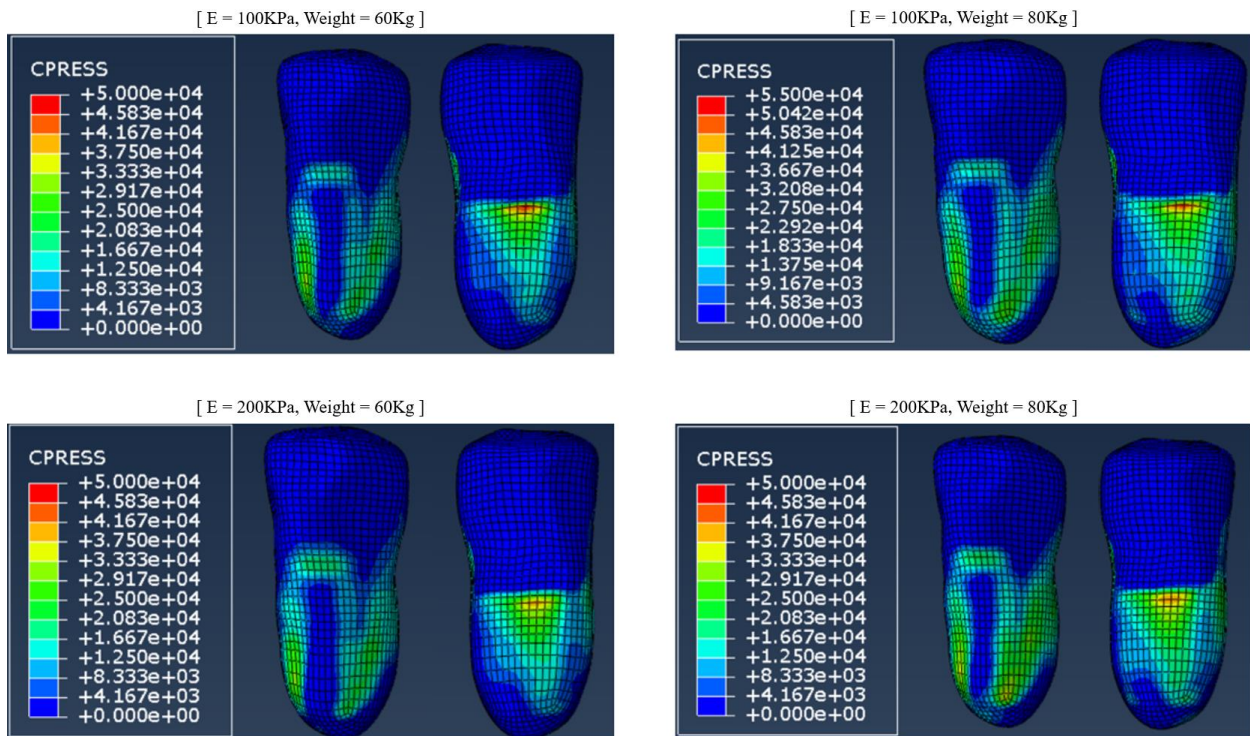 [ E = 100KPa, Weight = 60Kg ]
CPRESS
+5.000e+04
+4.583e+04
+4.167e+04
+3.750e+04
+3.333e+04
+2.917e+04
+2.500e+04
+2.083e+04
+1.667e+04
+1.250e+04
+8.333e+03
+4.167e+03
+0.000e+00
[ E = 100KPa, Weight = 80Kg ]
CPRESS
+5.500e+04
+5.042e+04
+4.583e+04
+4.125e+04
+3.667e+04
+3.208e+04
+2.750e+04
+2.292e+04
+1.833e+04
+1.375e+04
+9.167e+03
+4.583e+03
+0.000e+00
[ E = 200KPa, Weight = 60Kg ]
CPRESS
+5.000e+04
+4.583e+04
+4.167e+04
+3.750e+04
+3.333e+04
+2.917e+04
+2.500e+04
+2.083e+04
+1.667e+04
+1.250e+04
+8.333e+03
+4.167e+03
+0.000e+00
[ E = 200KPa, Weight = 80Kg ]
CPRESS
+5.000e+04
+4.583e+04
+4.167e+04
+3.750e+04
+3.333e+04
+2.917e+04
+2.500e+04
+2.083e+04
+1.667e+04
+1.250e+04
+8.333e+03
+4.167e+03
+0.000e+00